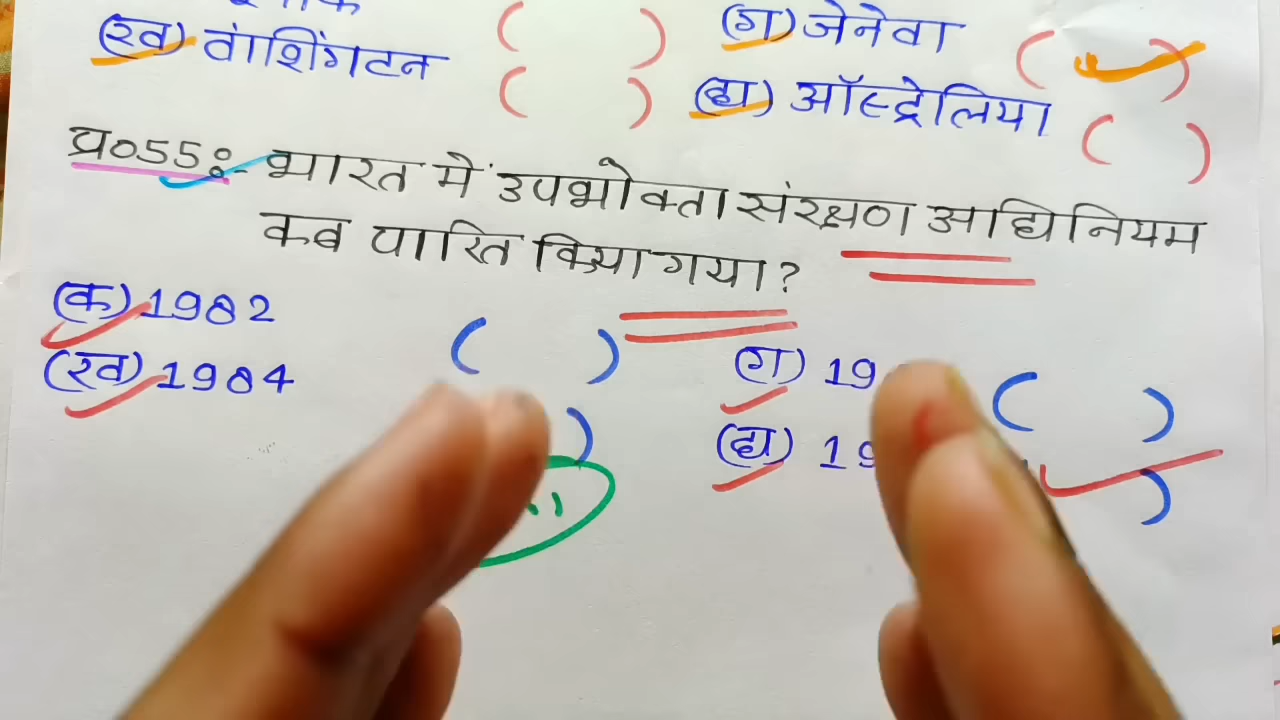 (ख) वाशिंगटन ( )
(ग) जेनेवा ( )
( )
(घ) ऑस्ट्रेलिया ( )
प्र०55:- भारत में उपभोक्ता संरक्षण अधिनियम
कब पारित किया गया?
(क) 1982 ( )
(ख) 1984 )
(ग) 19 ( )
(घ) 19 )